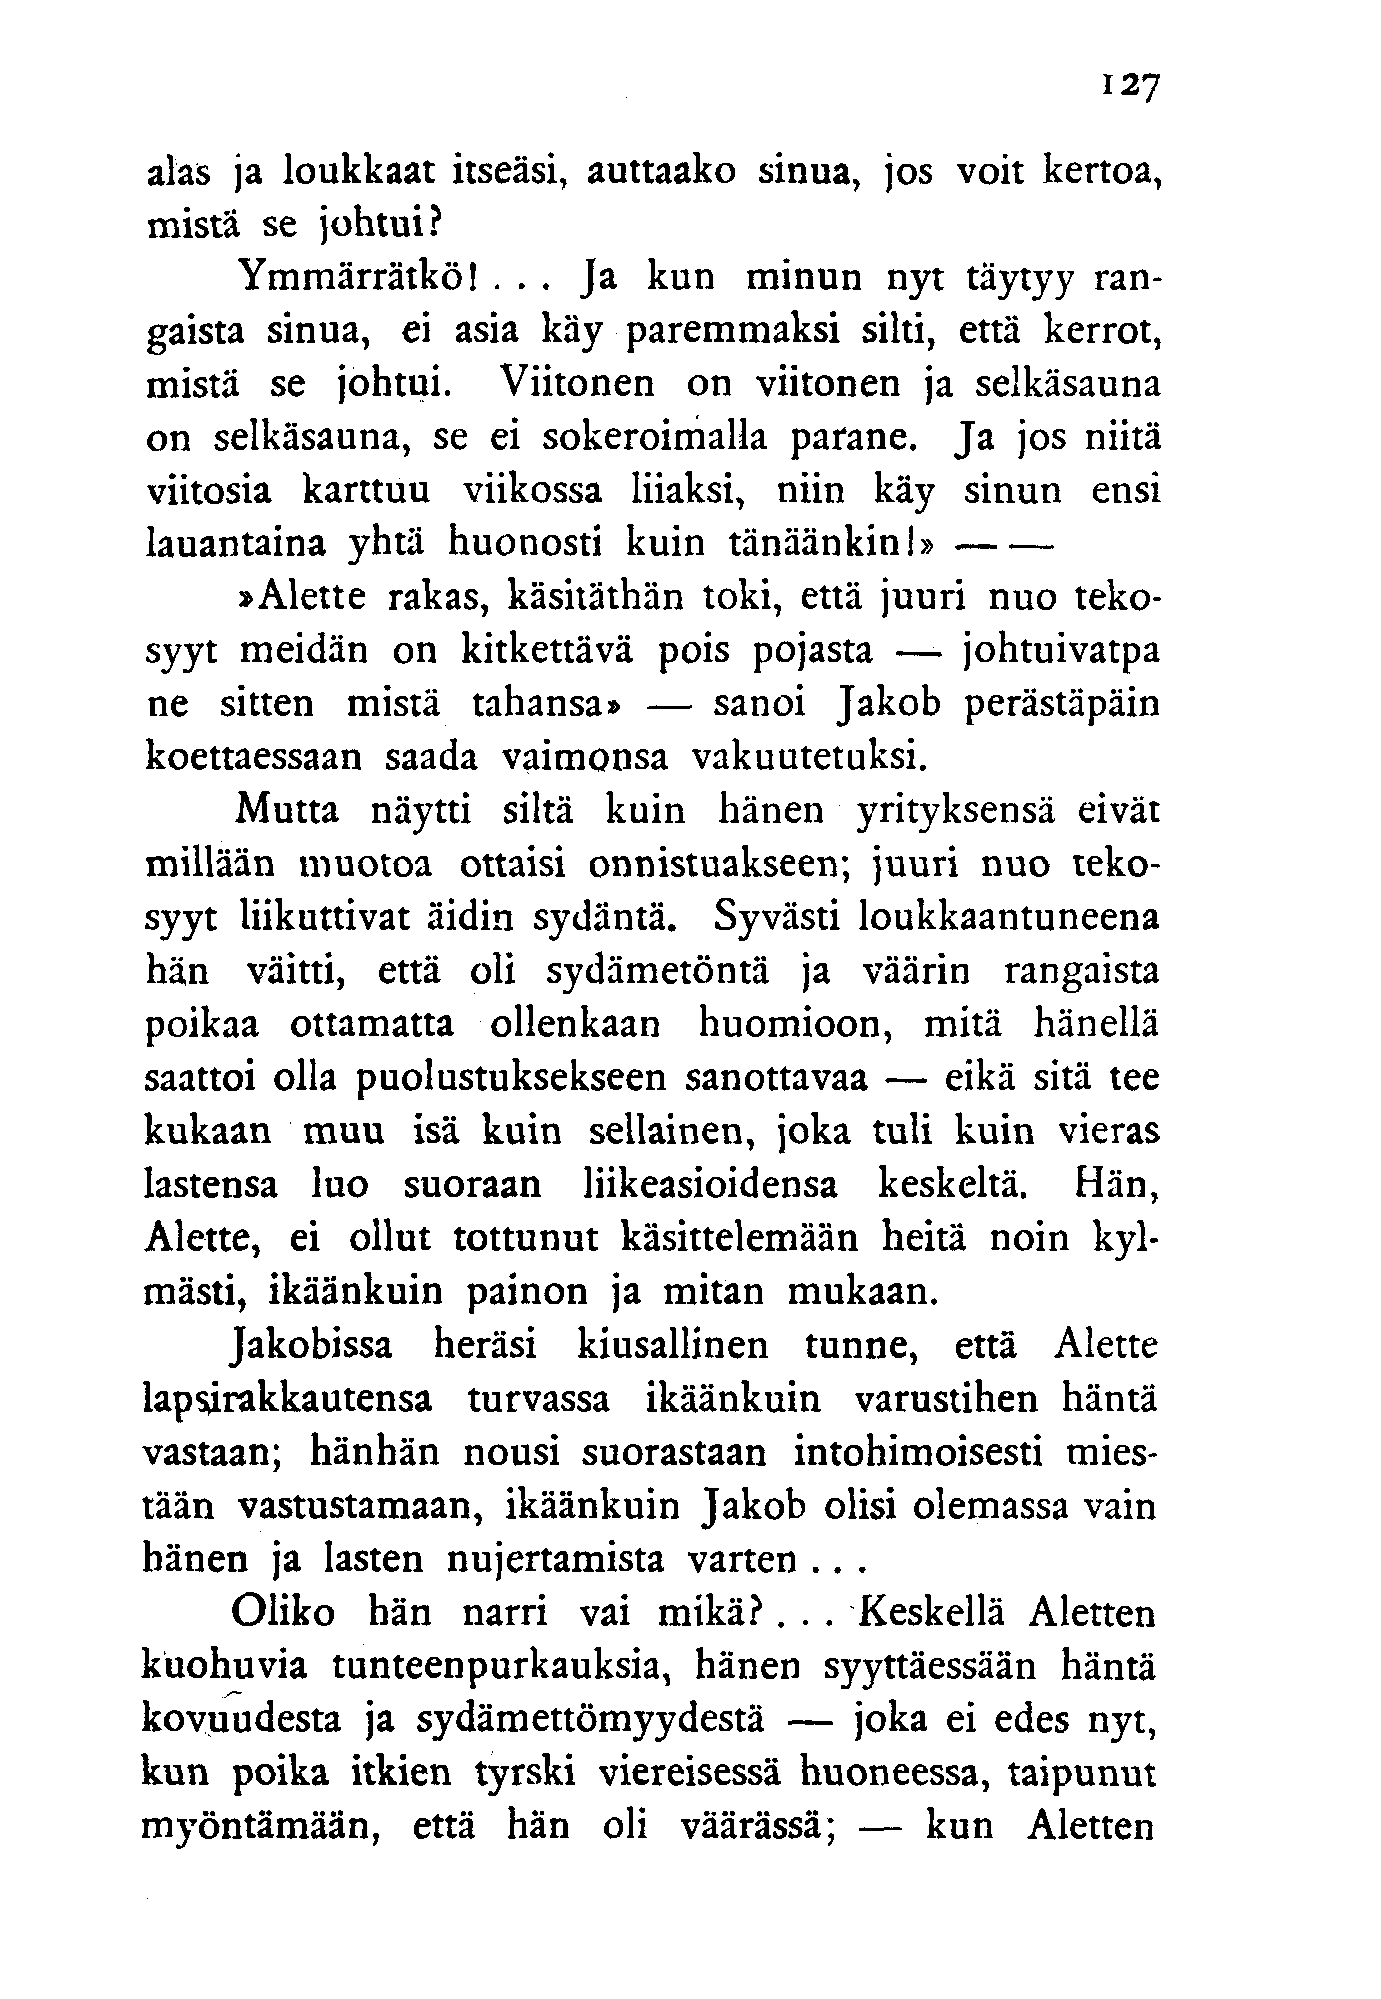 127
alas ja loukkaat itseäsi, auttaako sinua, jos voit kertoa,
mistä se johtui?
Ymmärrätkö! . . . Ja kun minun nyt täytyy ran-
gaista sinua, ei asia käy paremmaksi silti, että kerrot,
mistä se johtui. Viitonen on viitonen ja selkäsauna
on selkäsauna, se ei sokeroimalla parane. Ja jos niitä
viitosia karttuu viikossa liiaksi, niin käy sinun ensi
lauantaina yhtä huonosti kuin tänäänkin!» — —
»Alette rakas, käsitäthän toki, että juuri nuo teko-
syyt meidän on kitkettävä pois pojasta — johtuivatpa
ne sitten mistä tahansa» — sanoi Jakob perästäpäin
koettaessaan saada vaimonsa vakuutetuksi.
Mutta näytti siltä kuin hänen yrityksensä eivät
millään muotoa ottaisi onnistuakseen; juuri nuo teko-
syyt liikuttivat äidin sydäntä. Syvästi loukkaantuneena
hän väitti, että oli sydämetöntä ja väärin rangaista
poikaa ottamatta ollenkaan huomioon, mitä hänellä
saattoi olla puolustuksekseen sanottavaa — eikä sitä tee
kukaan muu isä kuin sellainen, joka tuli kuin vieras
lastensa luo suoraan liikeasioidensa keskeltä. Hän,
Alette, ei ollut tottunut käsittelemään heitä noin kyl-
mästi, ikäänkuin painon ja mitan mukaan.
Jakobissa heräsi kiusallinen tunne, että Alette
lapsirakkautensa turvassa ikäänkuin varustihen häntä
vastaan; hänhän nousi suorastaan intohimoisesti mies-
tään vastustamaan, ikäänkuin Jakob olisi olemassa vain
hänen ja lasten nujertamista varten . . .
Oliko hän narri vai mikä? . . . Keskellä Aletten
kuohuvia tunteenpurkauksia, hänen syyttäessään häntä
kovuudesta ja sydämettömyydestä — joka ei edes nyt,
kun poika itkien tyrski viereisessä huoneessa, taipunut
myöntämään, että hän oli väärässä; — kun Aletten